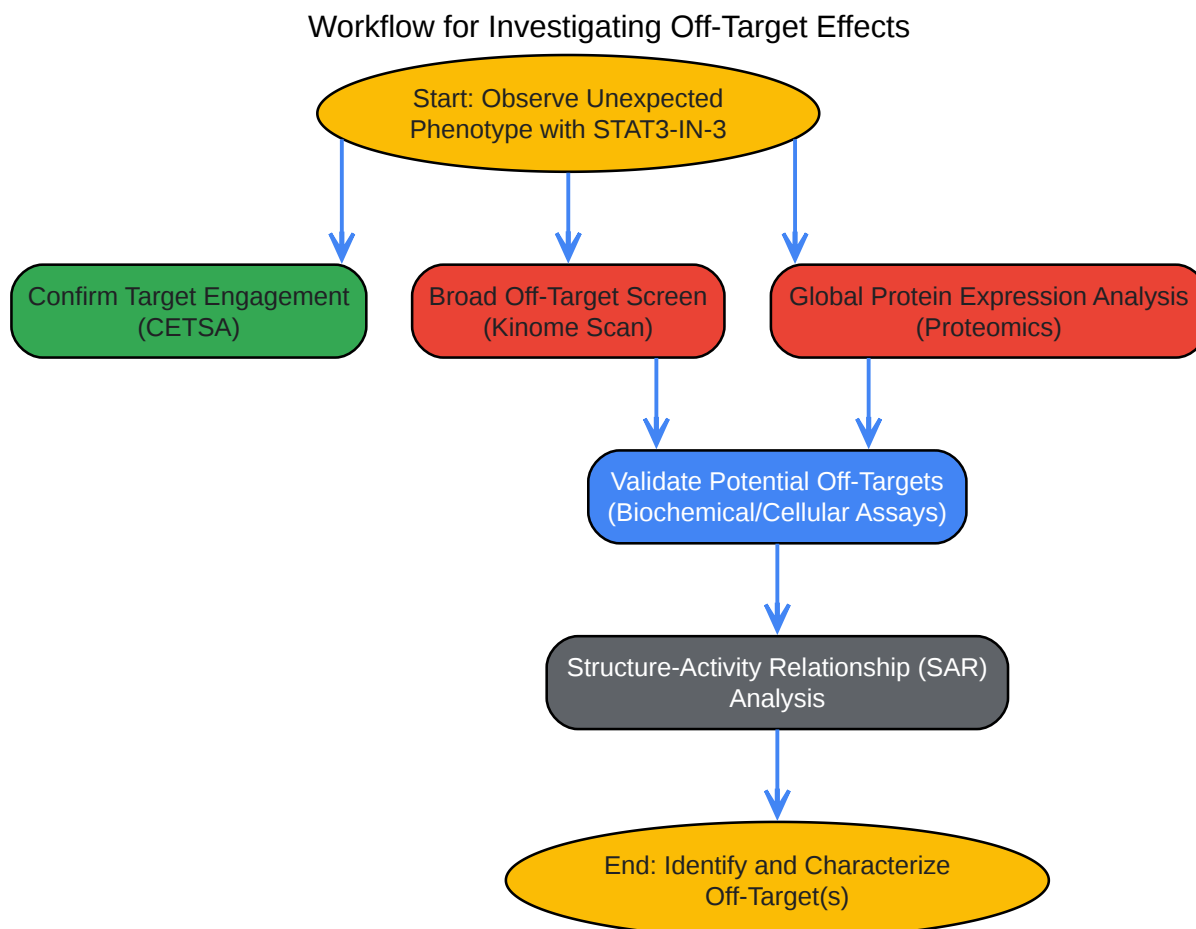 Workflow for Investigating Off-Target Effects
Start: Observe Unexpected
Phenotype with STAT3-IN-3
Confirm Target Engagement
(CETSA)
Broad Off-Target Screen
(Kinome Scan)
Global Protein Expression Analysis
(Proteomics)
Validate Potential Off-Targets
(Biochemical/Cellular Assays)
Structure-Activity Relationship (SAR)
Analysis
End: Identify and Characterize
Off-Target(s)